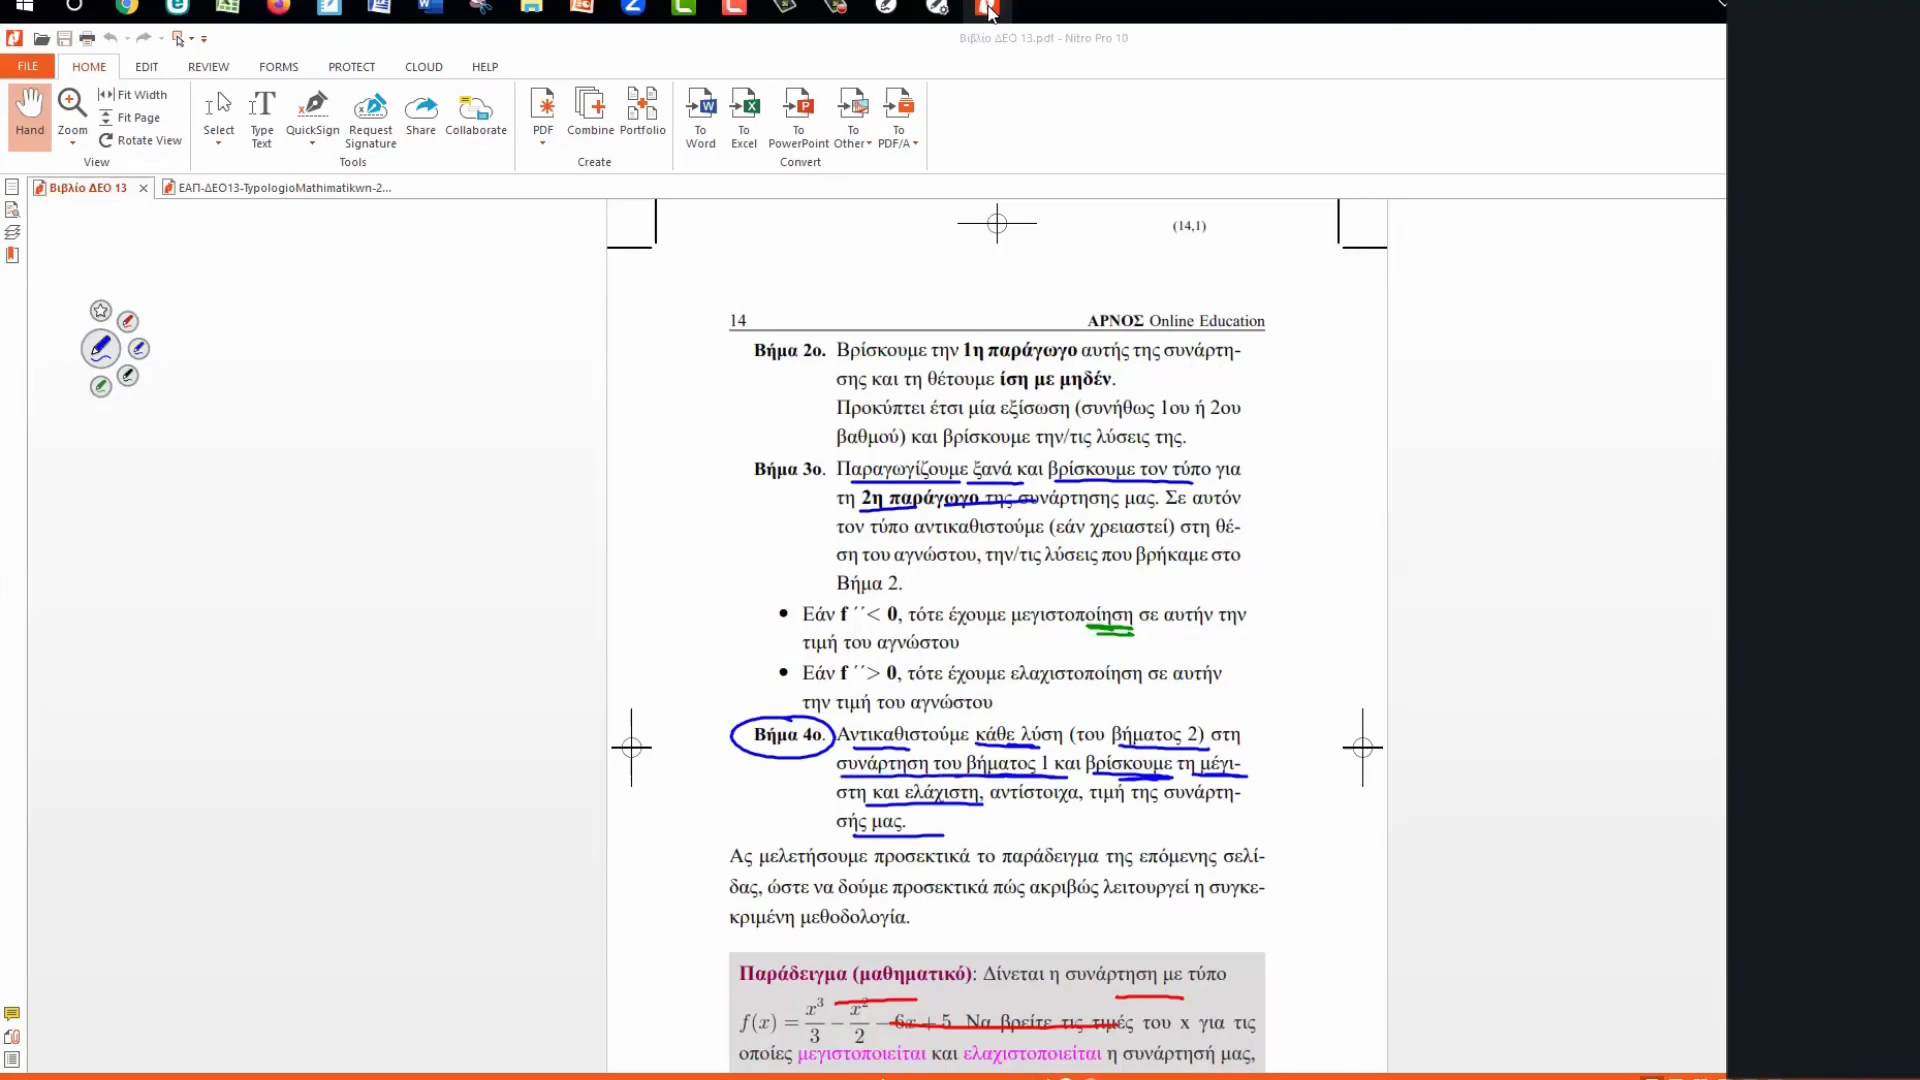 Βιβλίο ΔΕΟ 13.pdf - Nitro Pro 10
FILE
HOME
EDIT
REVIEW
FORMS
PROTECT
CLOUD
HELP
Hand
Zoom
Fit Width
Fit Page
Rotate View
View
Select
Type Text
QuickSign
Request Signature
Share
Collaborate
Tools
PDF
Combine
Portfolio
Create
To Word
To Excel
To PowerPoint
To Other
To PDF/A
Convert
Βιβλίο ΔΕΟ 13
ΕΑΠ-ΔΕΟ13-TypologioMathimatikwn-2...
(14,1)
14 ΑΡΝΟΣ Online Education
Βήμα 2ο. Βρίσκουμε την 1η παράγωγο αυτής της συνάρτη-
σης και τη θέτουμε ίση με μηδέν.
Προκύπτει έτσι μία εξίσωση (συνήθως 1ου ή 2ου
βαθμού) και βρίσκουμε την/τις λύσεις της.
Βήμα 3ο. Παραγωγίζουμε ξανά και βρίσκουμε τον τύπο για
τη 2η παράγωγο της συνάρτησης μας. Σε αυτόν
τον τύπο αντικαθιστούμε (εάν χρειαστεί) στη θέ-
ση του αγνώστου, την/τις λύσεις που βρήκαμε στο
Βήμα 2.
• Εάν f ΄΄< 0, τότε έχουμε μεγιστοποίηση σε αυτήν την
τιμή του αγνώστου
• Εάν f ΄΄> 0, τότε έχουμε ελαχιστοποίηση σε αυτήν
την τιμή του αγνώστου
Βήμα 4ο. Αντικαθιστούμε κάθε λύση (του βήματος 2) στη
συνάρτηση του βήματος 1 και βρίσκουμε τη μέγι-
στη και ελάχιστη, αντίστοιχα, τιμή της συνάρτη-
σής μας.
Ας μελετήσουμε προσεκτικά το παράδειγμα της επόμενης σελί-
δας, ώστε να δούμε προσεκτικά πώς ακριβώς λειτουργεί η συγκε-
κριμένη μεθοδολογία.
Παράδειγμα (μαθηματικό): Δίνεται η συνάρτηση με τύπο
f(x) = x³/3 − x²/2 − 6x + 5. Να βρείτε τις τιμές του x για τις
οποίες μεγιστοποιείται και ελαχιστοποιείται η συνάρτησή μας,